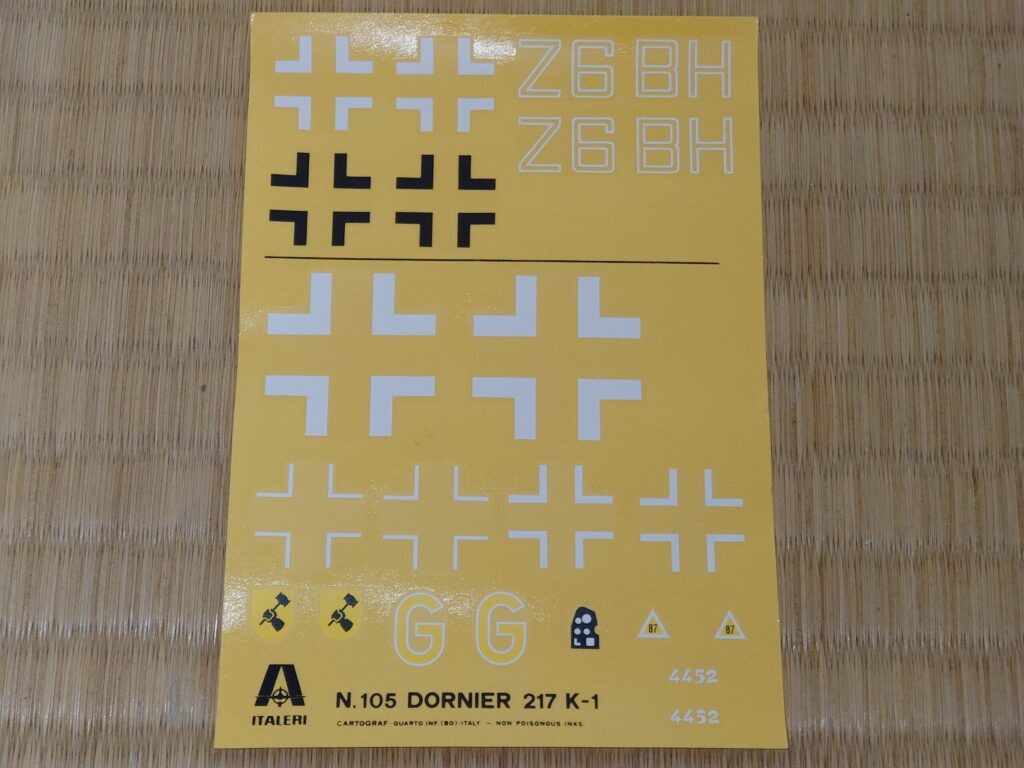 Z6 BH
Z6 BH
G G
87 87
4452
ITALERI
N.105 DORNIER 217 K-1
CARTOGRAF - QUARTO INF. (BO) - ITALY - NON POISONOUS INKS
4452